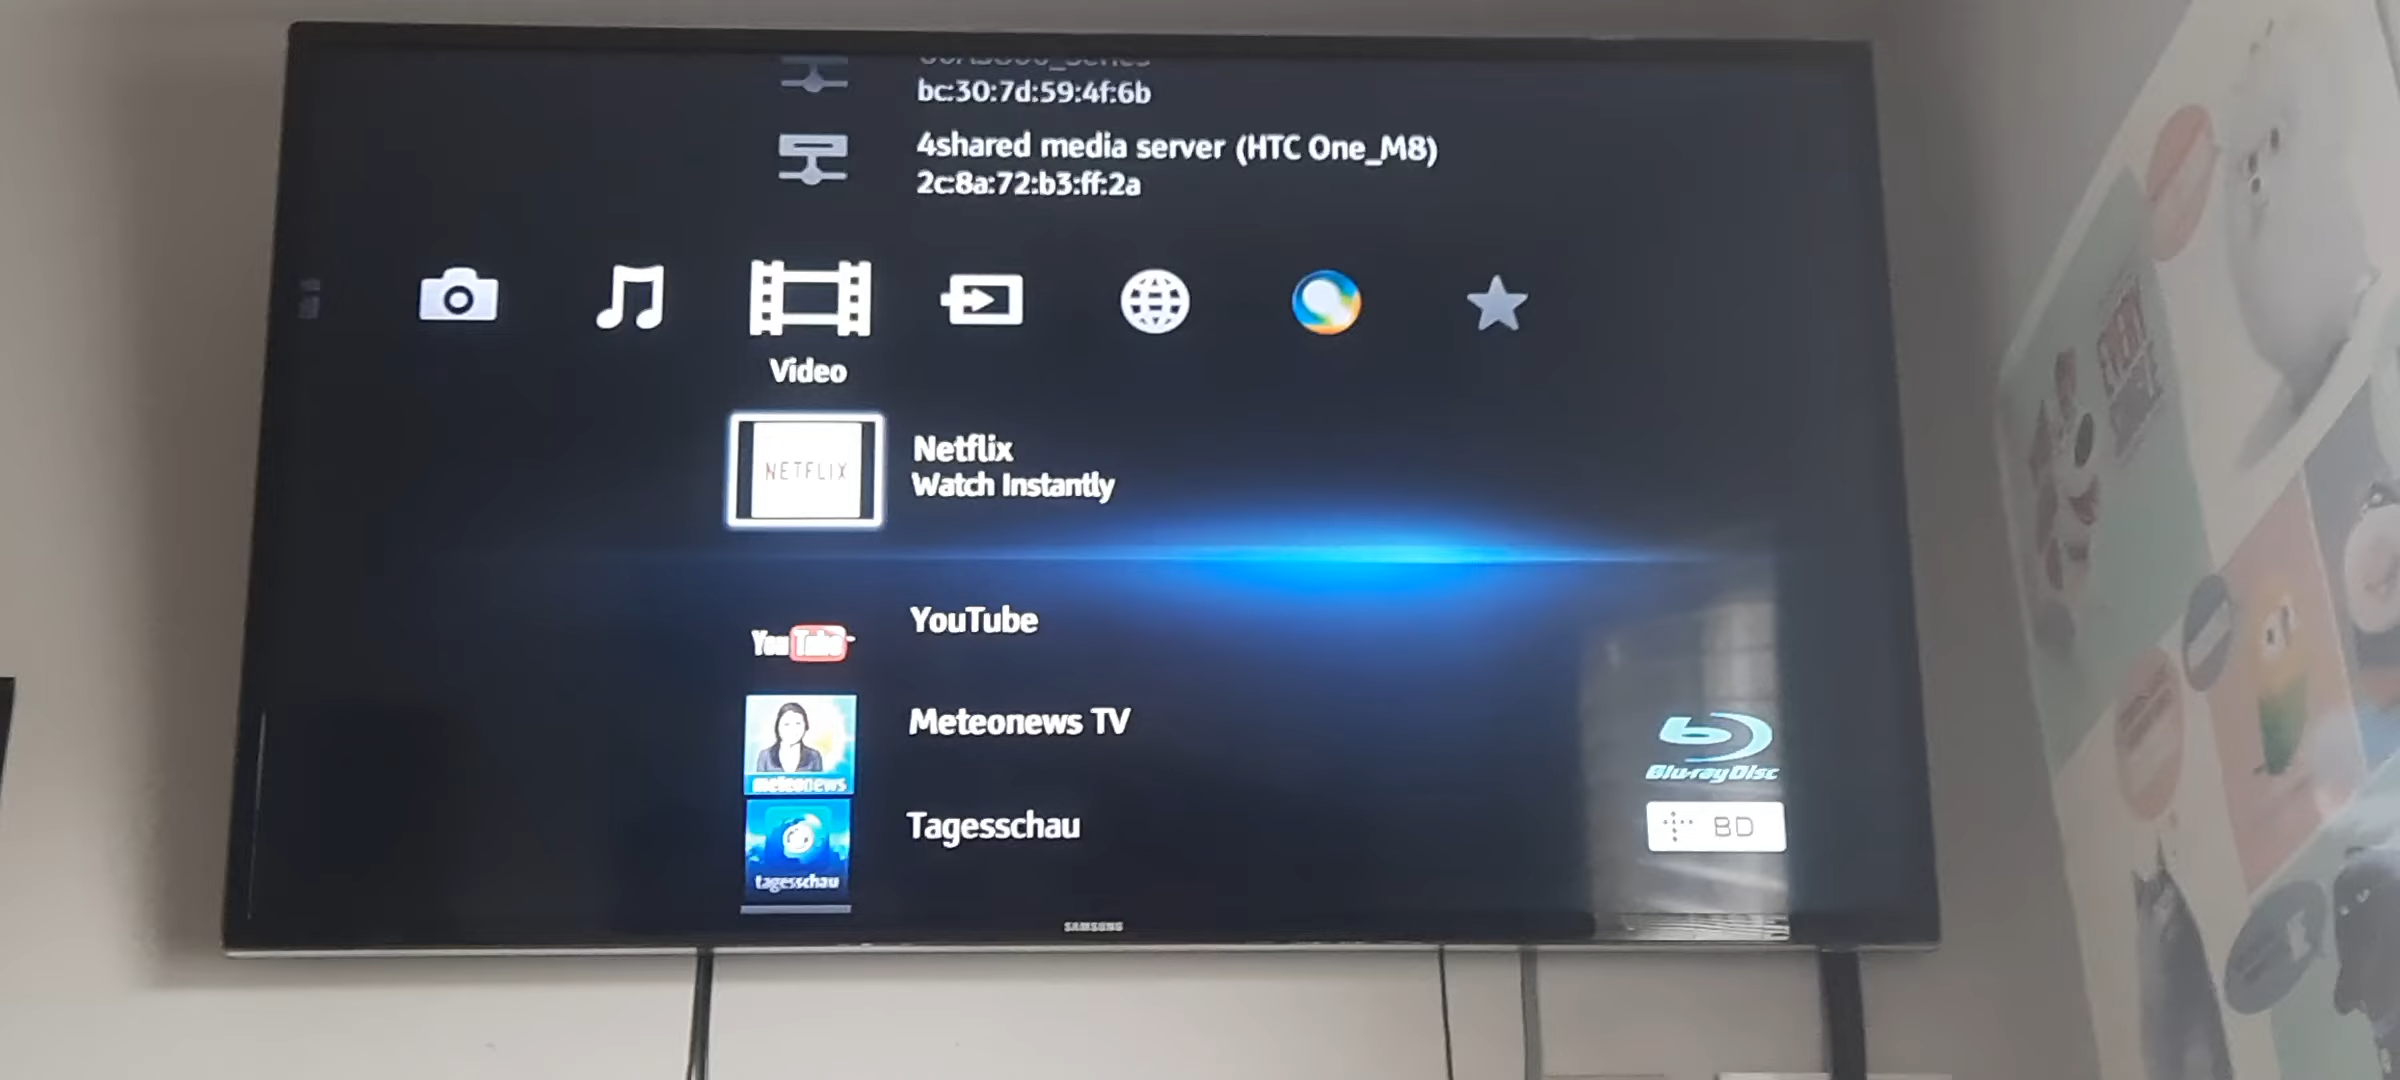 bc:30:7d:59:4f:6b
4shared media server (HTC One_M8)
2c:8a:72:b3:ff:2a
Video
NETFLIX
Netflix
Watch Instantly
YouTube
YouTube
Meteonews TV
meteonews
Tagesschau
tagesschau
Blu-ray Disc
BD
SAMSUNG